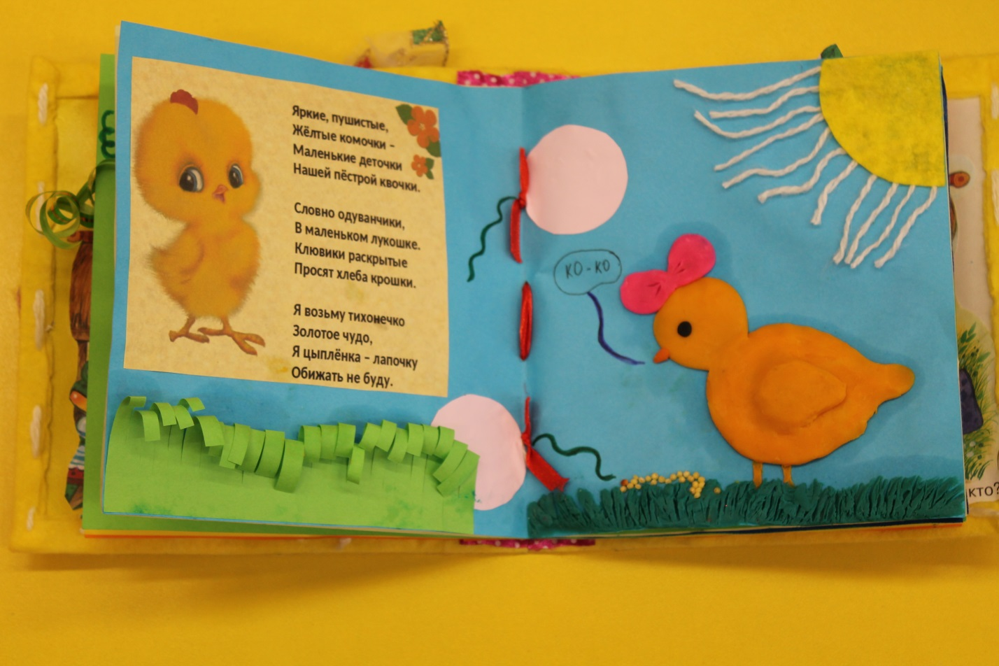 Яркие, пушистые,
Жёлтые комочки –
Маленькие деточки
Нашей пёстрой квочки.
Словно одуванчики,
В маленьком лукошке.
Клювики раскрытые
Просят хлеба крошки.
Я возьму тихонечко
Золотое чудо,
Я цыплёнка – лапочку
Обижать не буду.
КО-КО
кто?